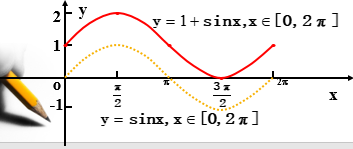 2
y
y = 1 + sinx, x ∈ [0, 2π]
1
0
π/2
π
3π/2
2π
x
-1
y = sinx, x ∈ [0, 2π]